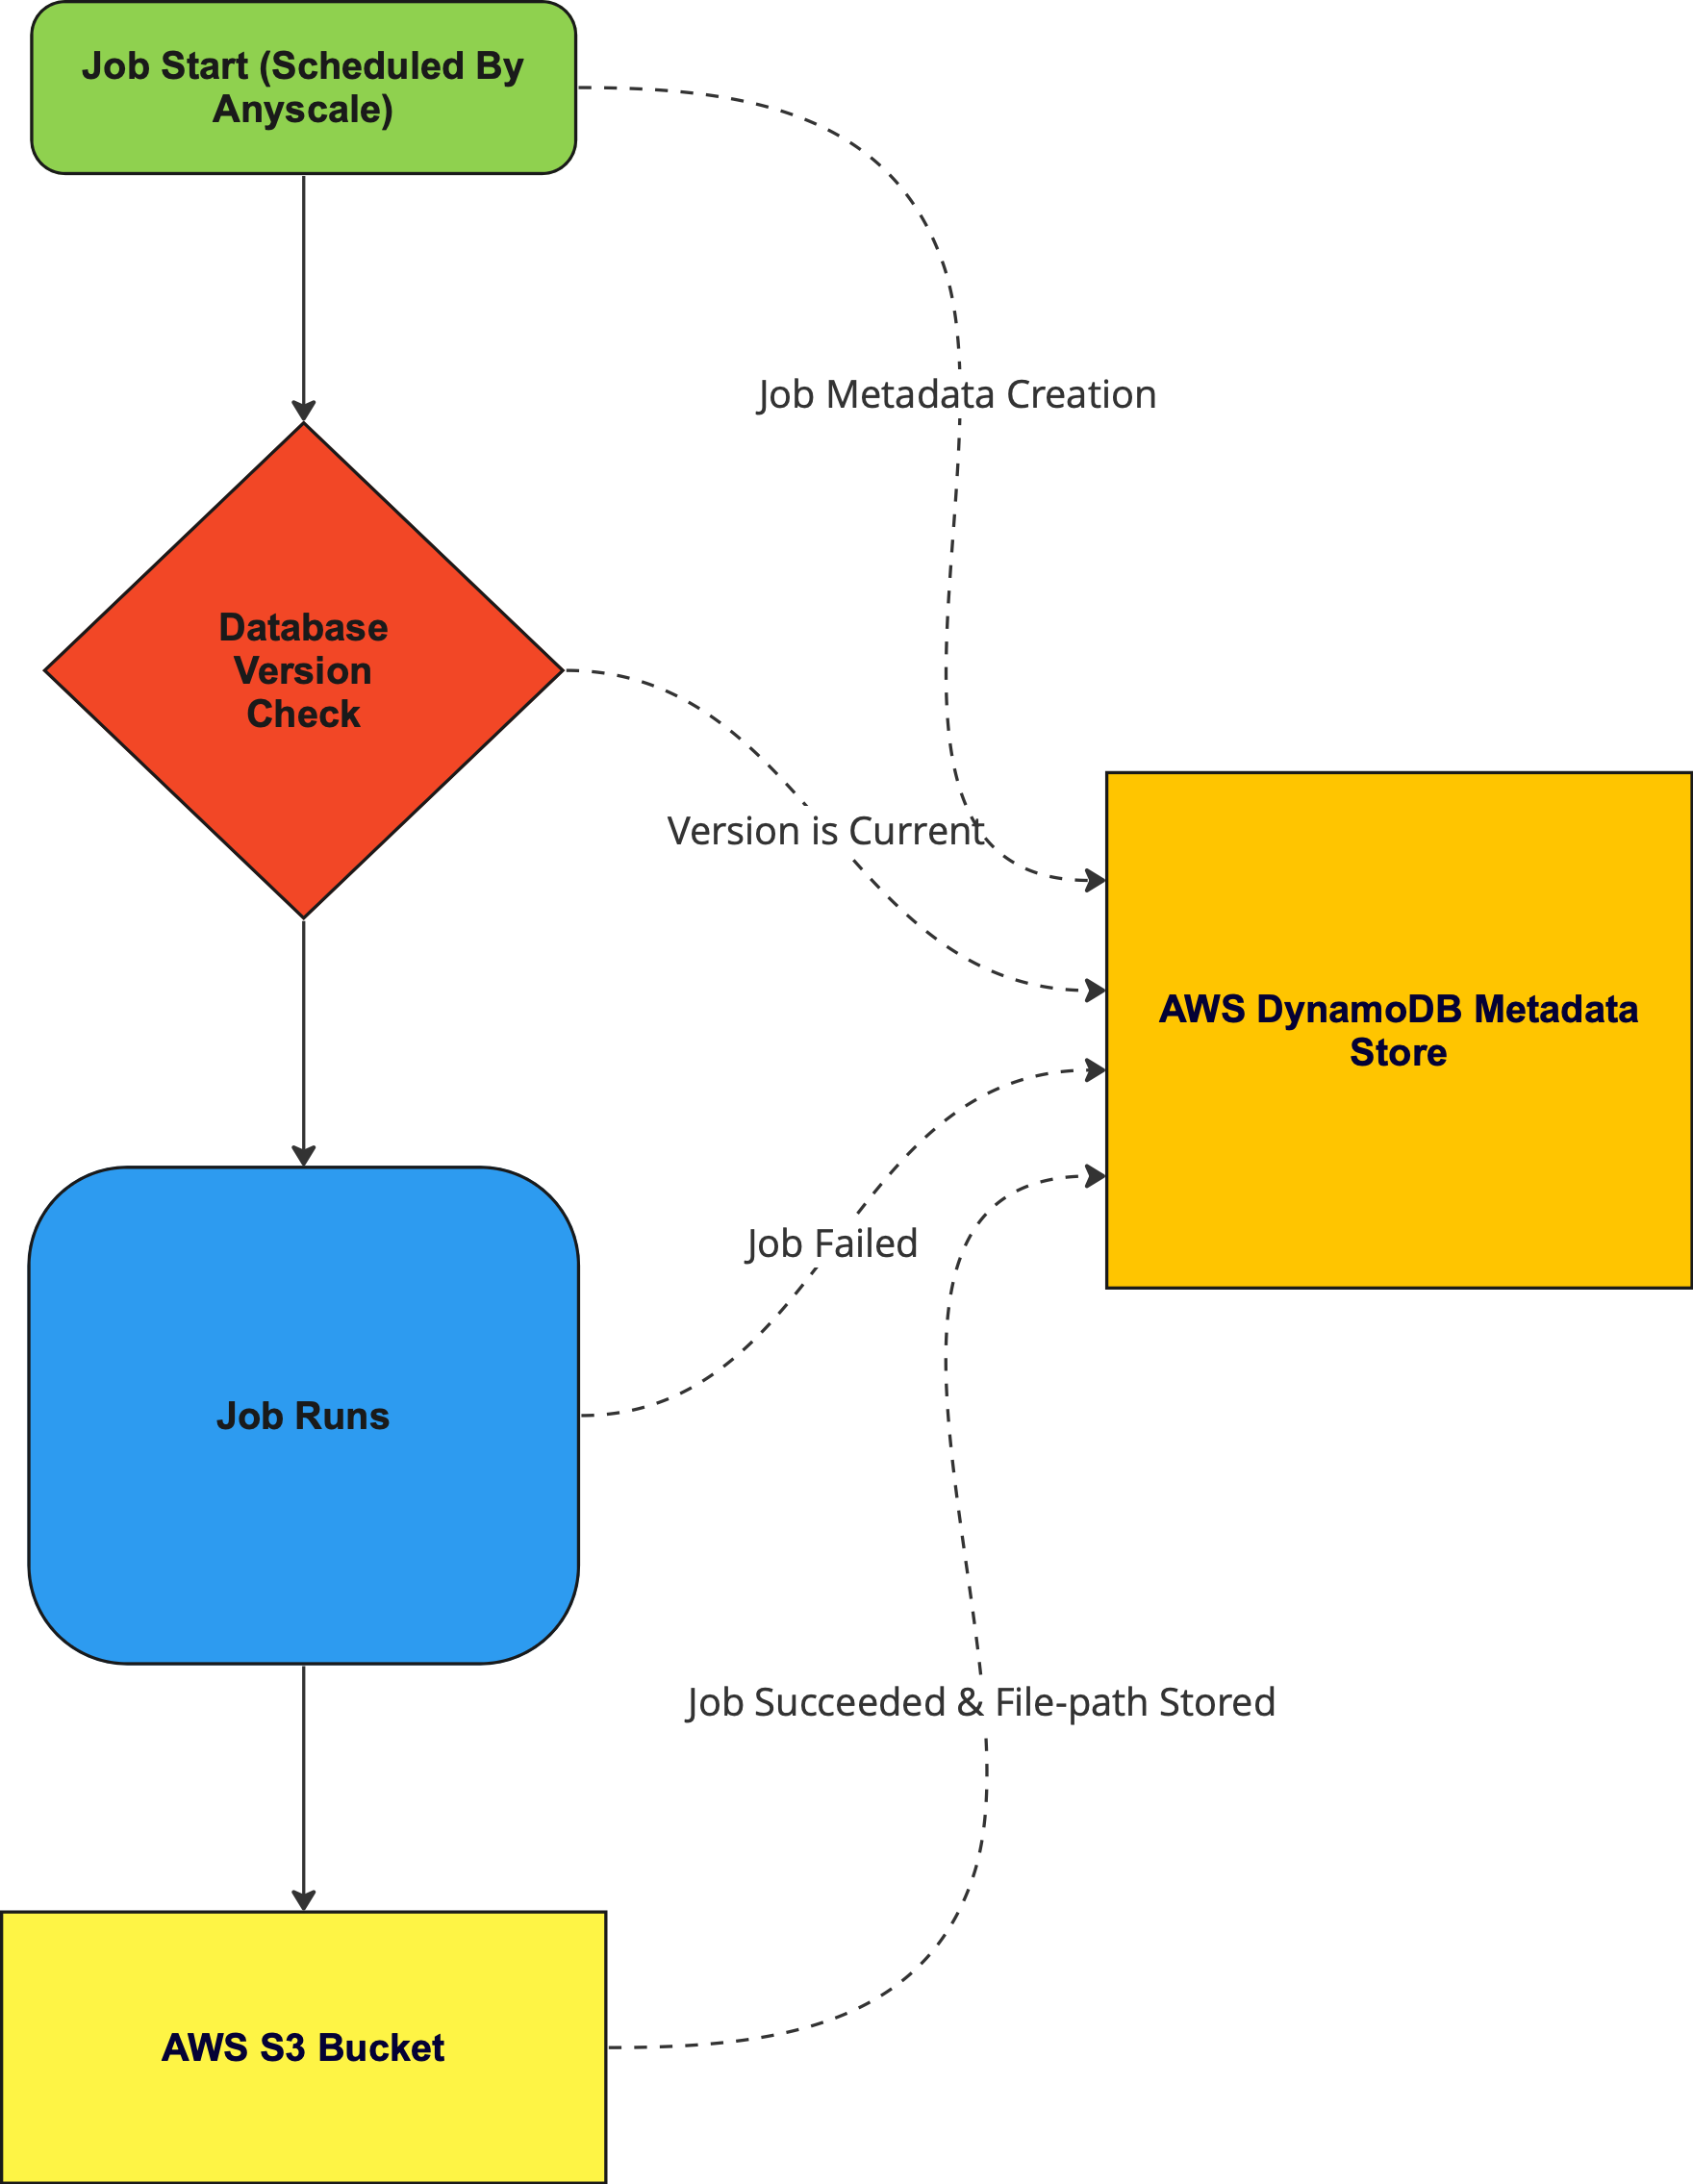 Job Start (Scheduled By
Anyscale)
Job Metadata Creation
Database
Version
Check
Version is Current
AWS DynamoDB Metadata
Store
Job Failed
Job Runs
Job Succeeded & File-path Stored
AWS S3 Bucket